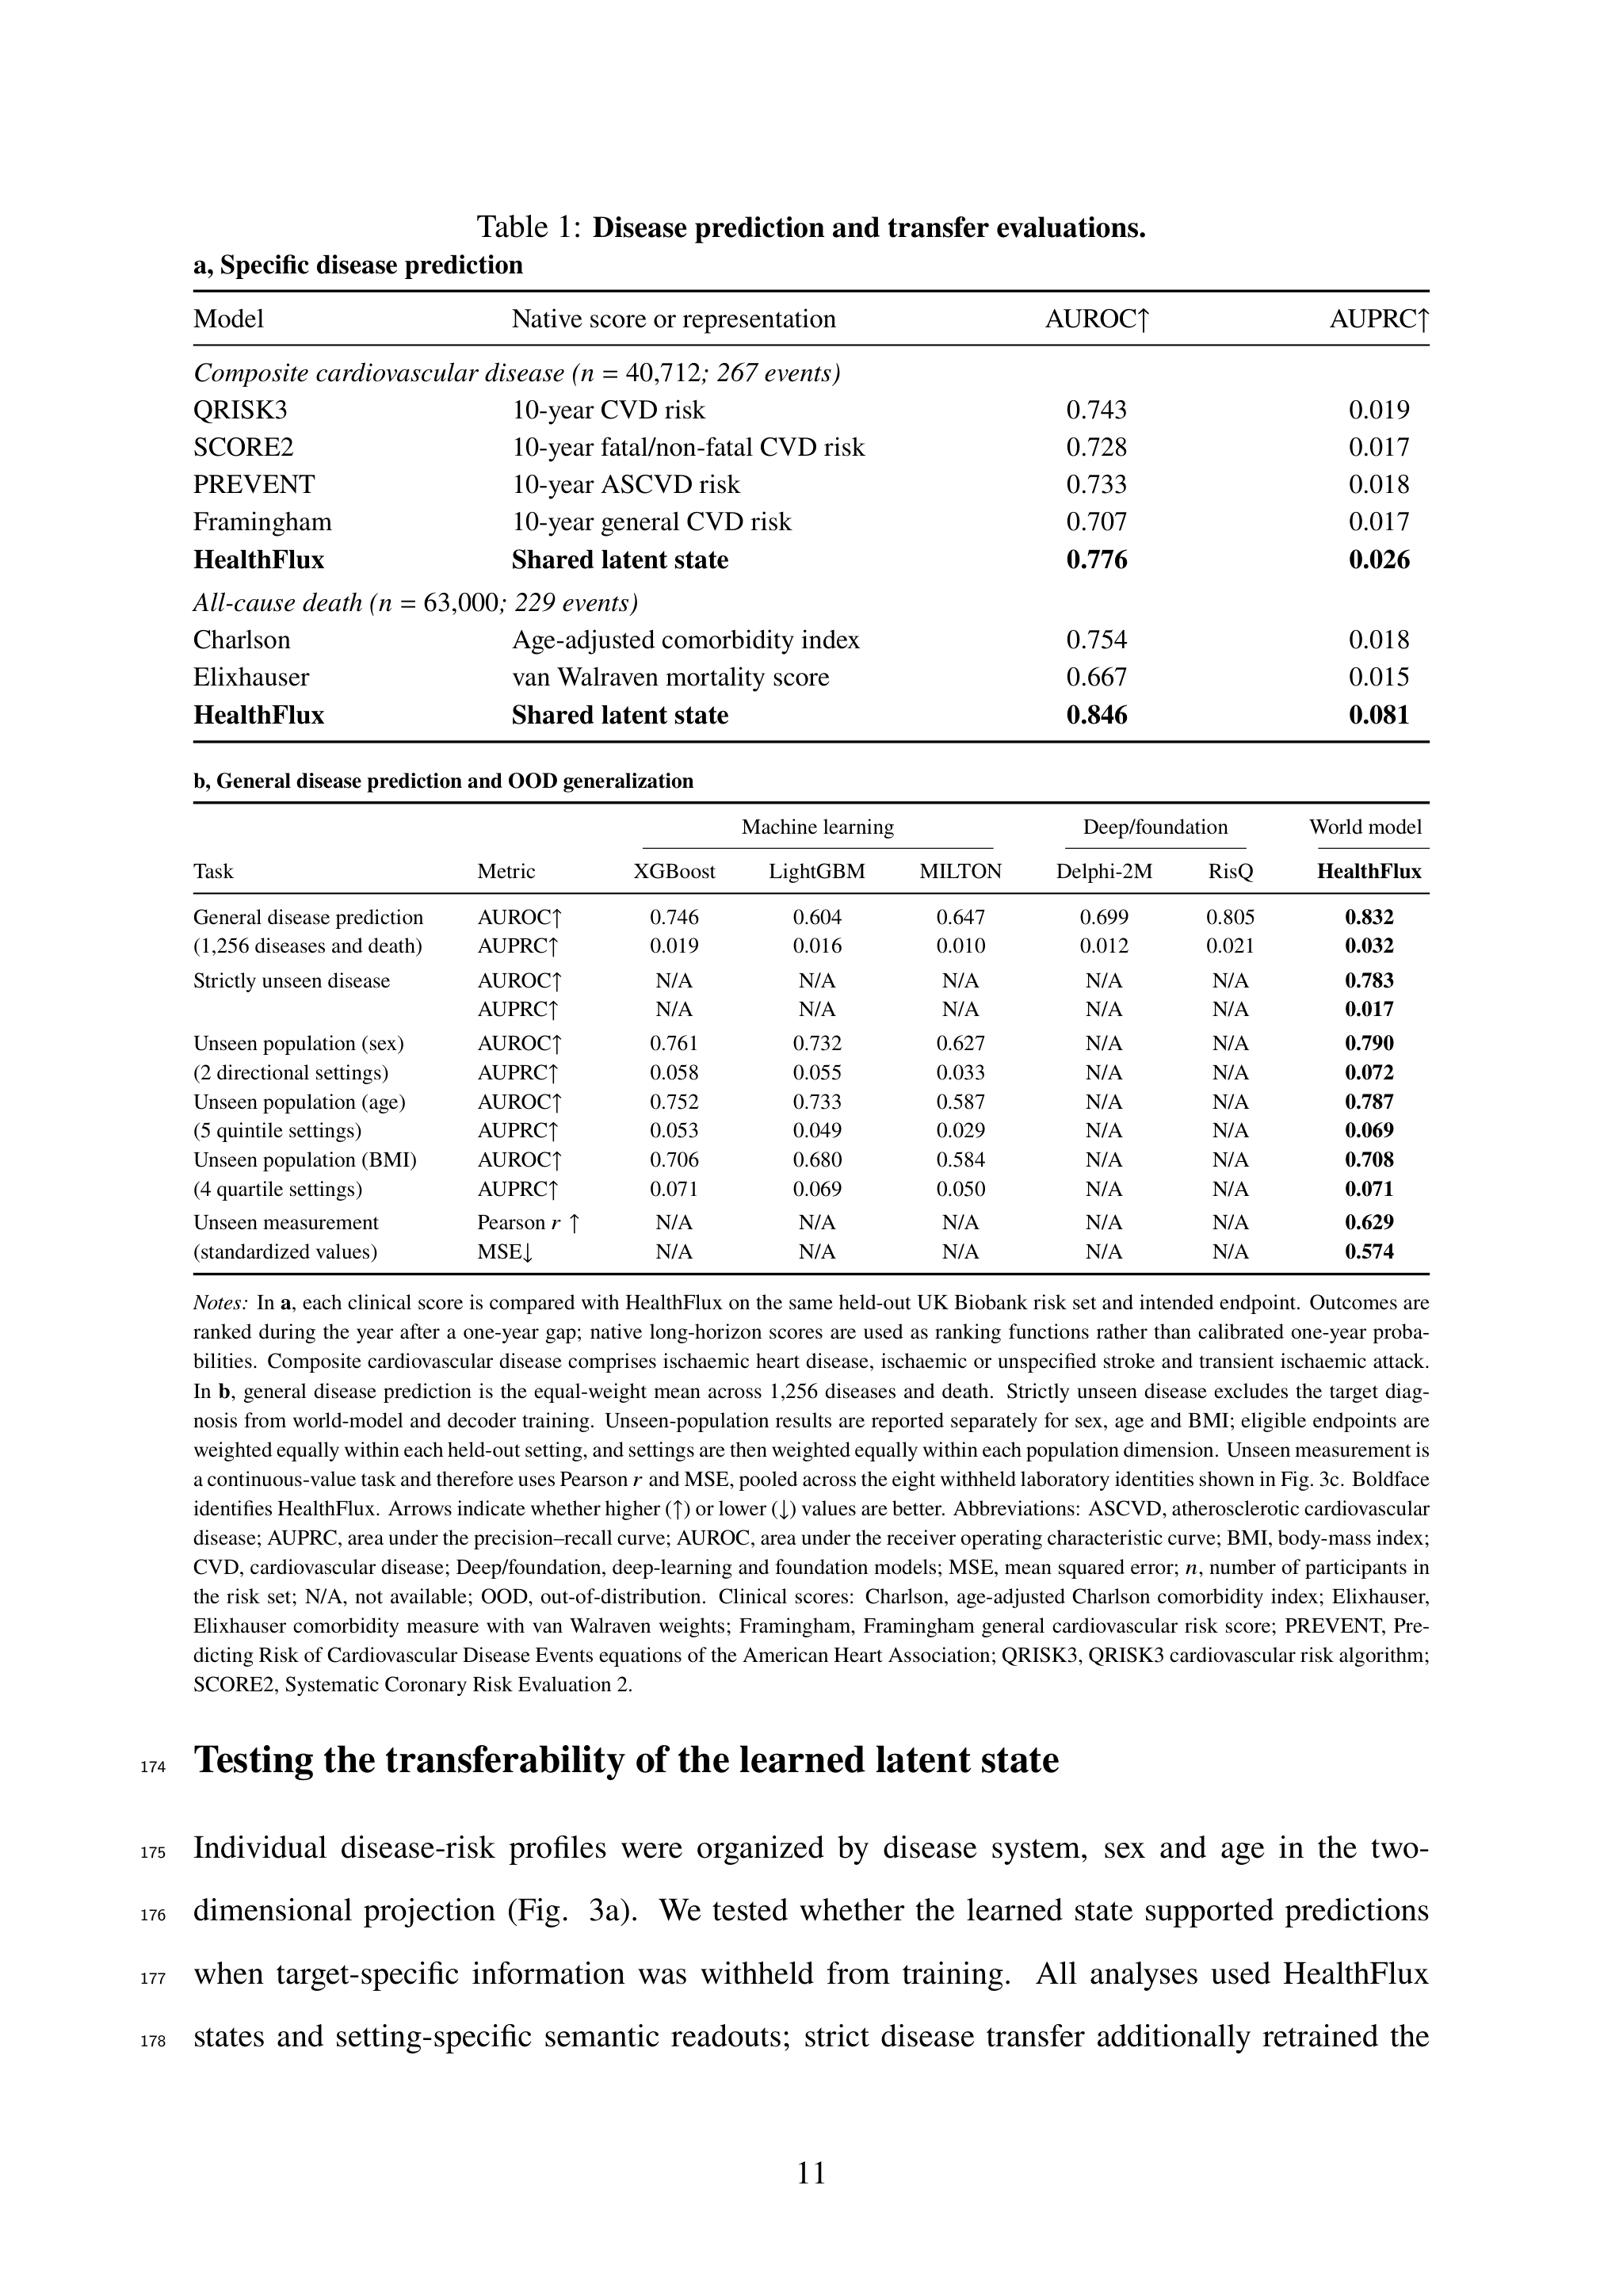 Table 1: Disease prediction and transfer evaluations.
a, Specific disease prediction
Model Native score or representation AUROC↑ AUPRC↑
Composite cardiovascular disease (n = 40,712; 267 events)
QRISK3 10-year CVD risk 0.743 0.019
SCORE2 10-year fatal/non-fatal CVD risk 0.728 0.017
PREVENT 10-year ASCVD risk 0.733 0.018
Framingham 10-year general CVD risk 0.707 0.017
HealthFlux Shared latent state 0.776 0.026
All-cause death (n = 63,000; 229 events)
Charlson Age-adjusted comorbidity index 0.754 0.018
Elixhauser van Walraven mortality score 0.667 0.015
HealthFlux Shared latent state 0.846 0.081
b, General disease prediction and OOD generalization
Machine learning Deep/foundation World model
Task Metric XGBoost LightGBM MILTON Delphi-2M RisQ HealthFlux
General disease prediction AUROC↑ 0.746 0.604 0.647 0.699 0.805 0.832
(1,256 diseases and death) AUPRC↑ 0.019 0.016 0.010 0.012 0.021 0.032
Strictly unseen disease AUROC↑ N/A N/A N/A N/A N/A 0.783
AUPRC↑ N/A N/A N/A N/A N/A 0.017
Unseen population (sex) AUROC↑ 0.761 0.732 0.627 N/A N/A 0.790
(2 directional settings) AUPRC↑ 0.058 0.055 0.033 N/A N/A 0.072
Unseen population (age) AUROC↑ 0.752 0.733 0.587 N/A N/A 0.787
(5 quintile settings) AUPRC↑ 0.053 0.049 0.029 N/A N/A 0.069
Unseen population (BMI) AUROC↑ 0.706 0.680 0.584 N/A N/A 0.708
(4 quartile settings) AUPRC↑ 0.071 0.069 0.050 N/A N/A 0.071
Unseen measurement Pearson r ↑ N/A N/A N/A N/A N/A 0.629
(standardized values) MSE↓ N/A N/A N/A N/A N/A 0.574
Notes: In a, each clinical score is compared with HealthFlux on the same held-out UK Biobank risk set and intended endpoint. Outcomes are
ranked during the year after a one-year gap; native long-horizon scores are used as ranking functions rather than calibrated one-year proba-
bilities. Composite cardiovascular disease comprises ischaemic heart disease, ischaemic or unspecified stroke and transient ischaemic attack.
In b, general disease prediction is the equal-weight mean across 1,256 diseases and death. Strictly unseen disease excludes the target diag-
nosis from world-model and decoder training. Unseen-population results are reported separately for sex, age and BMI; eligible endpoints are
weighted equally within each held-out setting, and settings are then weighted equally within each population dimension. Unseen measurement is
a continuous-value task and therefore uses Pearson r and MSE, pooled across the eight withheld laboratory identities shown in Fig. 3c. Boldface
identifies HealthFlux. Arrows indicate whether higher (↑) or lower (↓) values are better. Abbreviations: ASCVD, atherosclerotic cardiovascular
disease; AUPRC, area under the precision–recall curve; AUROC, area under the receiver operating characteristic curve; BMI, body-mass index;
CVD, cardiovascular disease; Deep/foundation, deep-learning and foundation models; MSE, mean squared error; n, number of participants in
the risk set; N/A, not available; OOD, out-of-distribution. Clinical scores: Charlson, age-adjusted Charlson comorbidity index; Elixhauser,
Elixhauser comorbidity measure with van Walraven weights; Framingham, Framingham general cardiovascular risk score; PREVENT, Pre-
dicting Risk of Cardiovascular Disease Events equations of the American Heart Association; QRISK3, QRISK3 cardiovascular risk algorithm;
SCORE2, Systematic Coronary Risk Evaluation 2.
174 Testing the transferability of the learned latent state
175 Individual disease-risk profiles were organized by disease system, sex and age in the two-
176 dimensional projection (Fig. 3a). We tested whether the learned state supported predictions
177 when target-specific information was withheld from training. All analyses used HealthFlux
178 states and setting-specific semantic readouts; strict disease transfer additionally retrained the
11